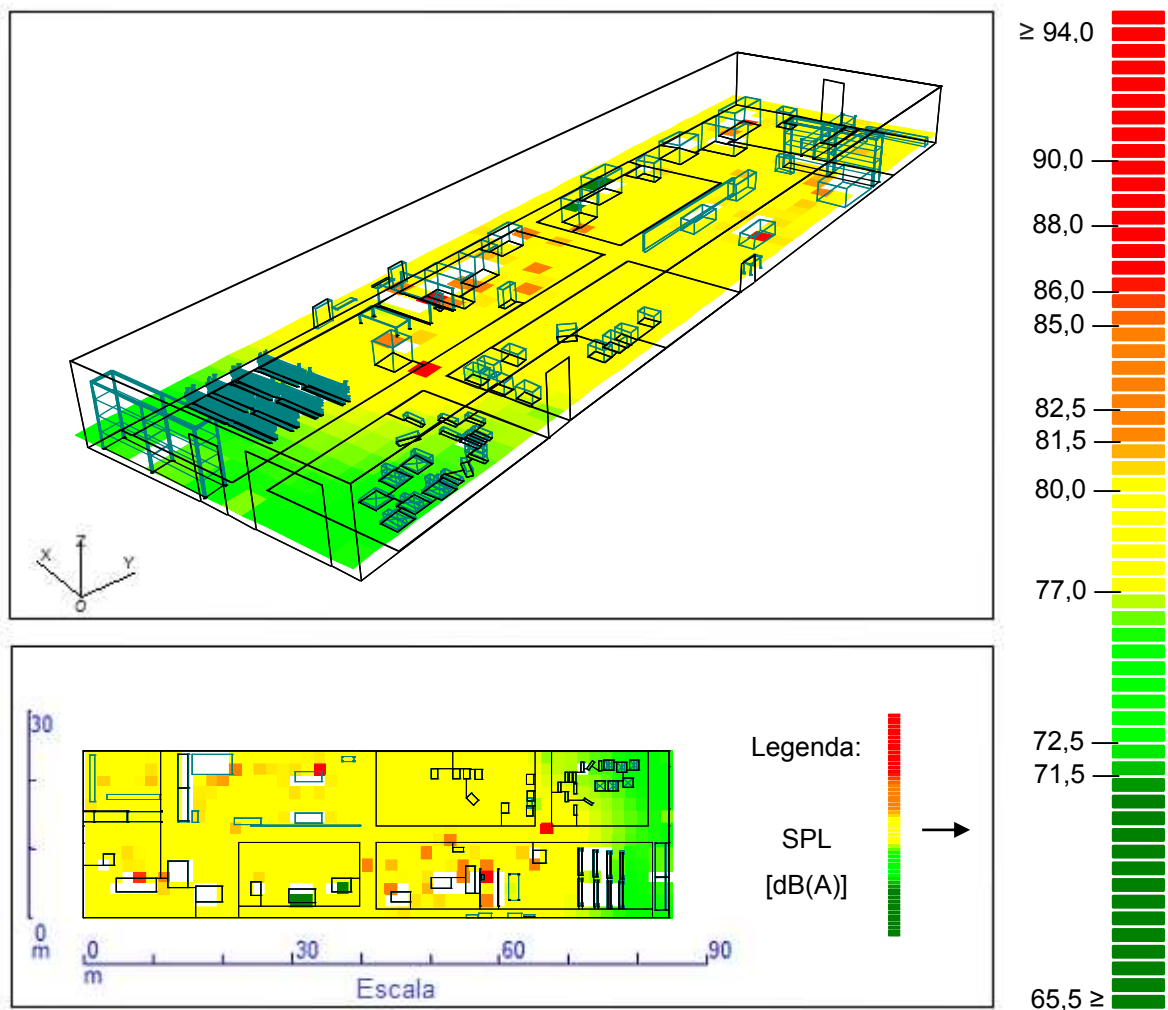 ≥ 94,0
90,0
88,0
86,0
85,0
82,5
81,5
80,0
77,0
72,5
71,5
65,5 ≥
X
Z
Y
O
30
0
m
0
m
30
60
90
Escala
Legenda:
SPL
[dB(A)]